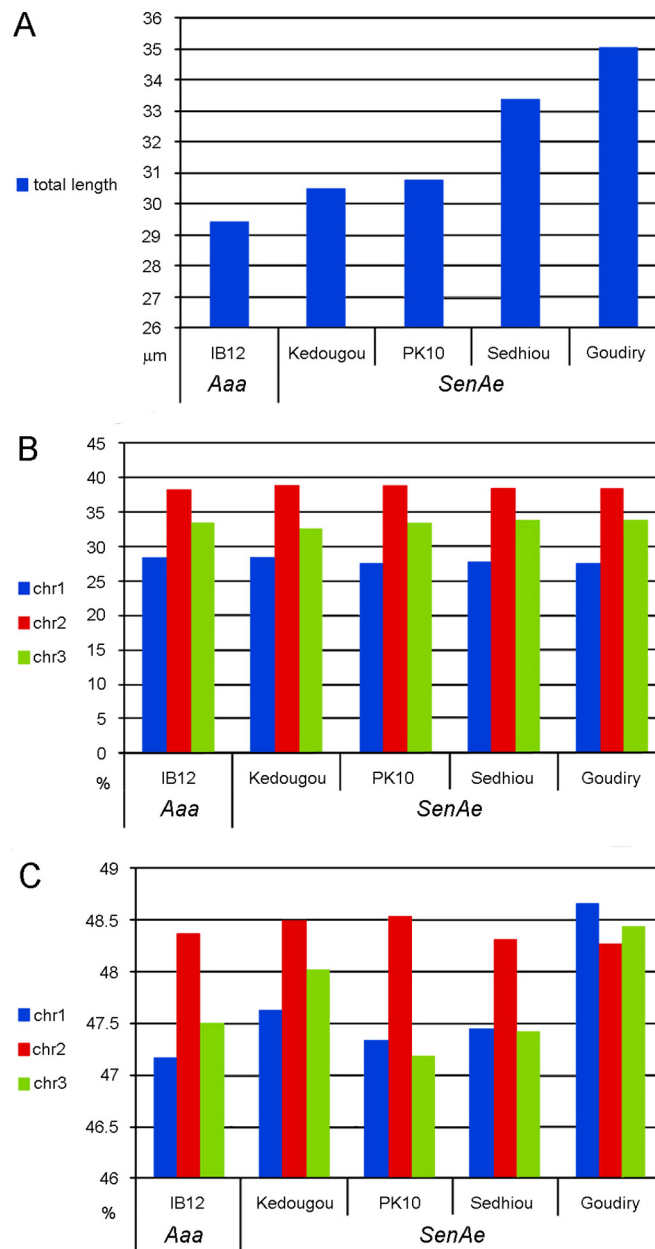 A
36
35
34
33
32
31
30
29
28
27
26
total length
μm
IB12
Kedougou
PK10
Sedhiou
Goudiry
Aaa
SenAe
B
45
40
35
30
25
20
15
10
5
0
chr1
chr2
chr3
%
IB12
Kedougou
PK10
Sedhiou
Goudiry
Aaa
SenAe
C
49
48.5
48
47.5
47
46.5
46
chr1
chr2
chr3
%
IB12
Kedougou
PK10
Sedhiou
Goudiry
Aaa
SenAe